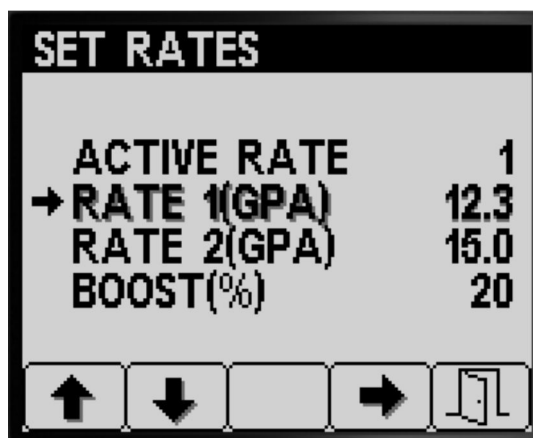 SET RATES
ACTIVE RATE 1
RATE 1(GPA) 12.3
RATE 2(GPA) 15.0
BOOST(%) 20